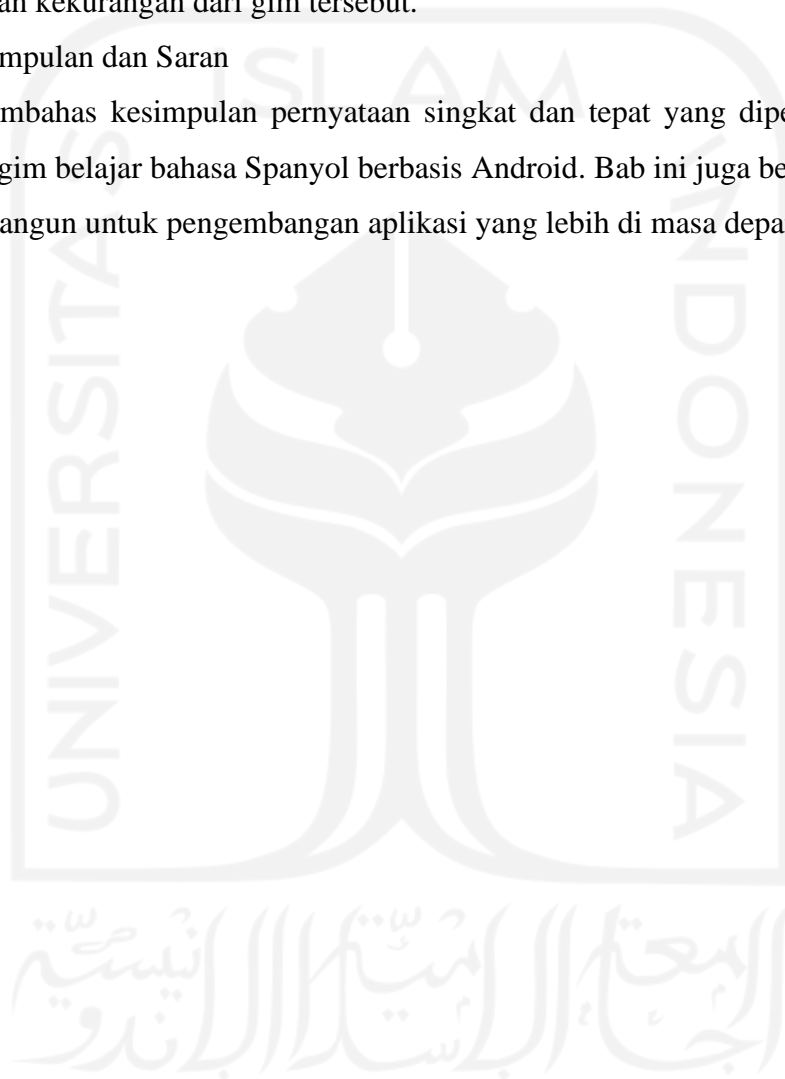 an kekurangan dari gim tersebut.
mpulan dan Saran
mbahas kesimpulan pernyataan singkat dan tepat yang dipe
gim belajar bahasa Spanyol berbasis Android. Bab ini juga be
angun untuk pengembangan aplikasi yang lebih di masa depa
ISLAM
UNIVERSITAS
INDONESIA